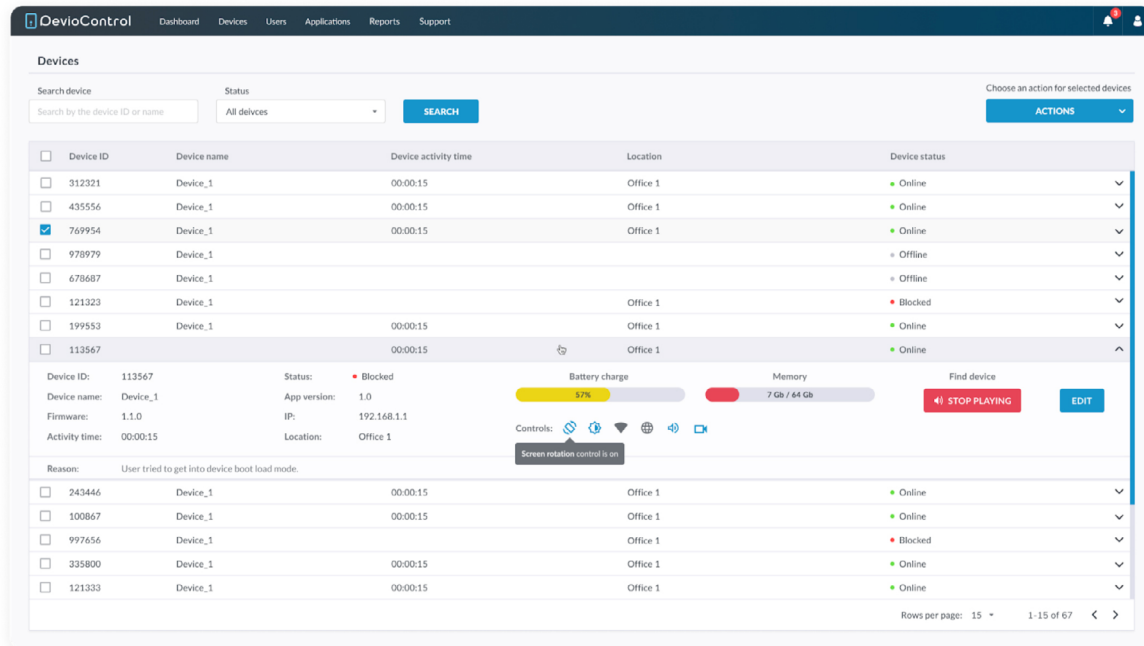 DevioControl Dashboard Devices Users Applications Reports Support 3
Devices
Search device Status Choose an action for selected devices
Search by the device ID or name All deivces SEARCH ACTIONS
Device ID Device name Device activity time Location Device status
312321 Device_1 00:00:15 Office 1 Online
435556 Device_1 00:00:15 Office 1 Online
769954 Device_1 00:00:15 Office 1 Online
978979 Device_1 Offline
678687 Device_1 Offline
121323 Device_1 Office 1 Blocked
199553 Device_1 00:00:15 Office 1 Online
113567 00:00:15 Office 1 Online
Device ID: 113567 Status: Blocked Battery charge Memory Find device
Device name: Device_1 App version: 1.0 57% 7 Gb / 64 Gb STOP PLAYING EDIT
Firmware: 1.1.0 IP: 192.168.1.1
Activity time: 00:00:15 Location: Office 1 Controls:
Screen rotation control is on
Reason: User tried to get into device boot load mode.
243446 Device_1 00:00:15 Office 1 Online
100867 Device_1 00:00:15 Office 1 Online
997656 Device_1 Office 1 Blocked
335800 Device_1 00:00:15 Office 1 Online
121333 Device_1 00:00:15 Office 1 Online
Rows per page: 15 1-15 of 67